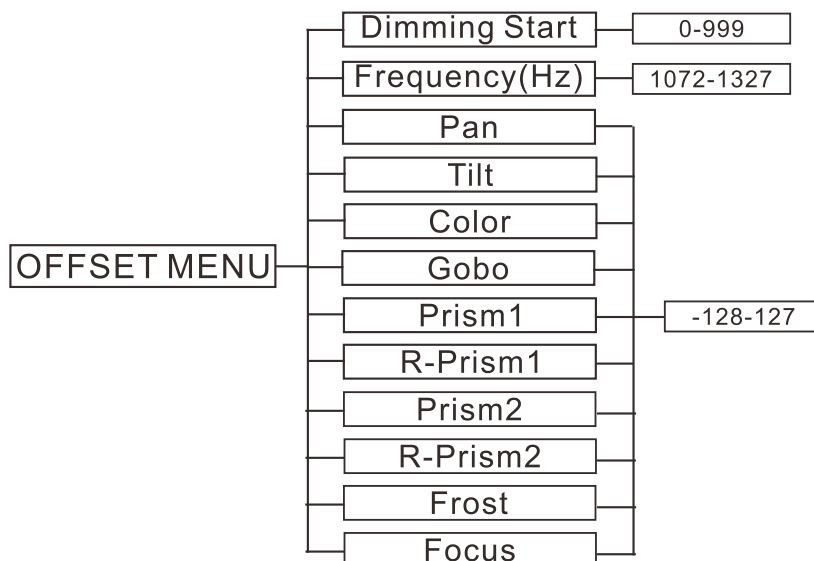 Dimming Start
0-999
Frequency(Hz)
1072-1327
Pan
Tilt
Color
OFFSET MENU
Gobo
Prism1
-128-127
R-Prism1
Prism2
R-Prism2
Frost
Focus